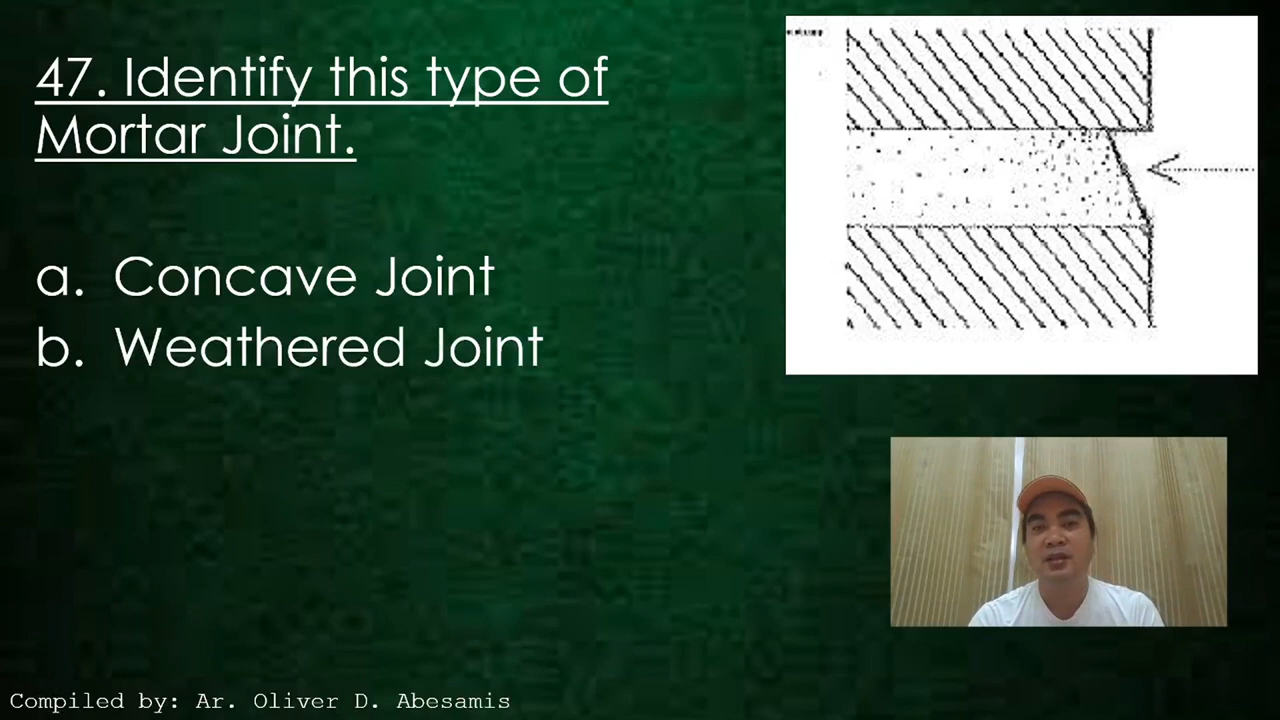 47. Identify this type of
Mortar Joint.
a. Concave Joint
b. Weathered Joint
Compiled by: Ar. Oliver D. Abesamis